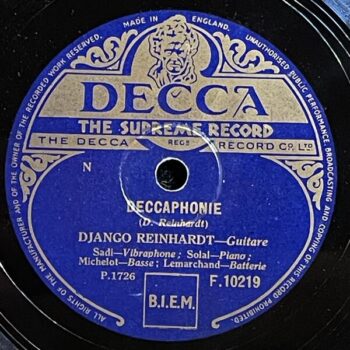 MADE IN ENGLAND.
ALL RIGHTS OF THE MANUFACTURER AND OF THE OWNER OF THE RECORDED WORK RESERVED.
UNAUTHORISED PUBLIC PERFORMANCE, BROADCASTING AND COPYING OF THIS RECORD PROHIBITED
DECCA
THE SUPREME RECORD
THE DECCA REGD RECORD CO. LTD
N
DECCAPHONIE
(D. Reinhardt)
DJANGO REINHARDT—Guitare
Sadi—Vibraphone; Solal—Piano;
Michelot—Basse; Lemarchand—Batterie
P.1726 F.10219
B.I.E.M.